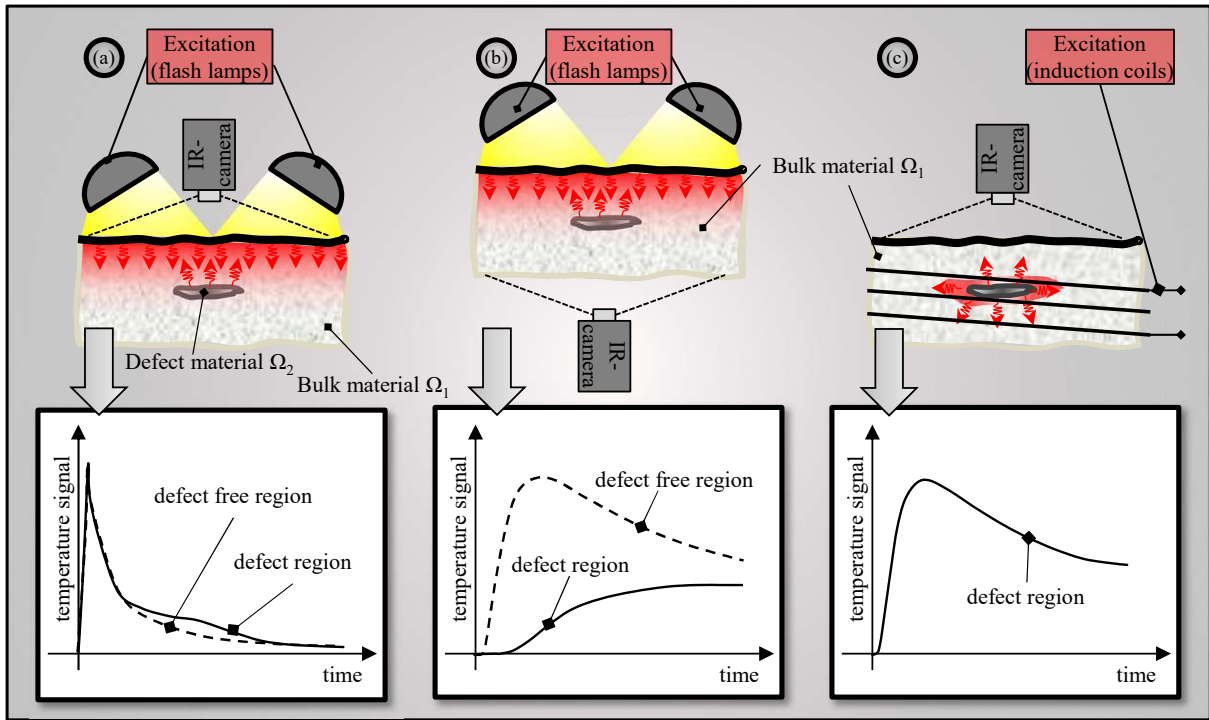 (a)
Excitation
(flash lamps)
IR-
camera
Defect material Ω2
Bulk material Ω1
temperature signal
defect free region
defect region
time
(b)
Excitation
(flash lamps)
Bulk material Ω1
IR-
camera
temperature signal
defect free region
defect region
time
(c)
Excitation
(induction coils)
IR-
camera
temperature signal
defect region
time